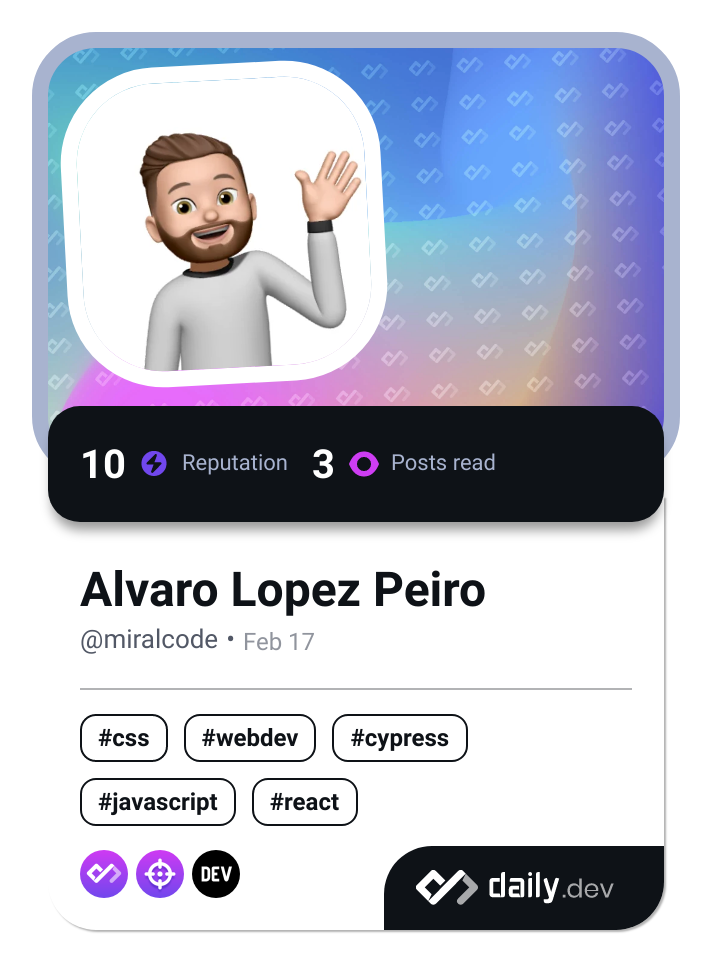 10 Reputation 3 Posts read
Alvaro Lopez Peiro
@miralcode • Feb 17
#css #webdev #cypress
#javascript #react
DEV
daily.dev